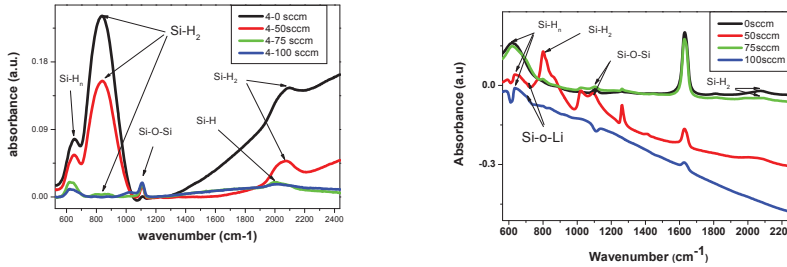 Si-H2
4-0 sccm
4-50sccm
4-75 sccm
4-100 sccm
0.18
0.09
0.00
absorbance (a.u.)
Si-Hn
Si-H2
Si-O-Si
Si-H
600 800 1000 1200 1400 1600 1800 2000 2200 2400
wavenumber (cm-1)
Si-Hn
Si-H2
0sccm
50sccm
75sccm
100sccm
0.0
-0.3
Absorbance (a.u)
Si-O-Si
Si-H2
Si-o-Li
600 800 1000 1200 1400 1600 1800 2000 2200
Wavenumber (cm-1)